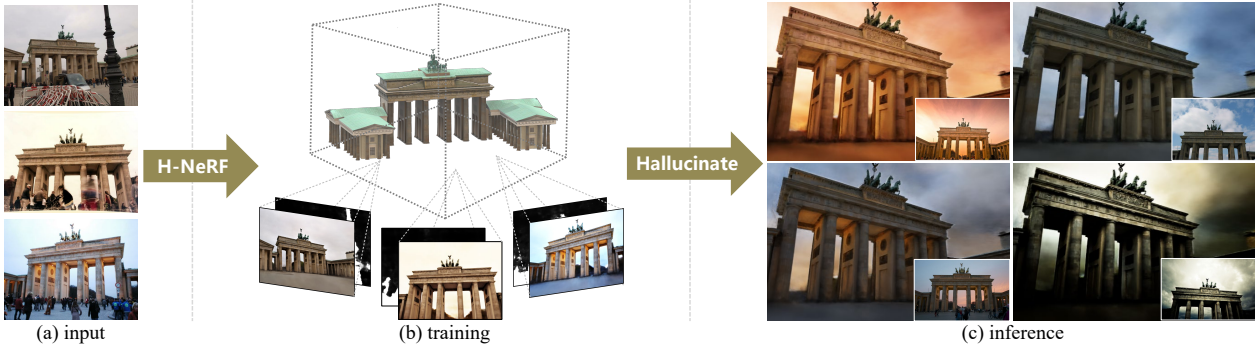 H-NeRF
Hallucinate
(a) input
(b) training
(c) inference